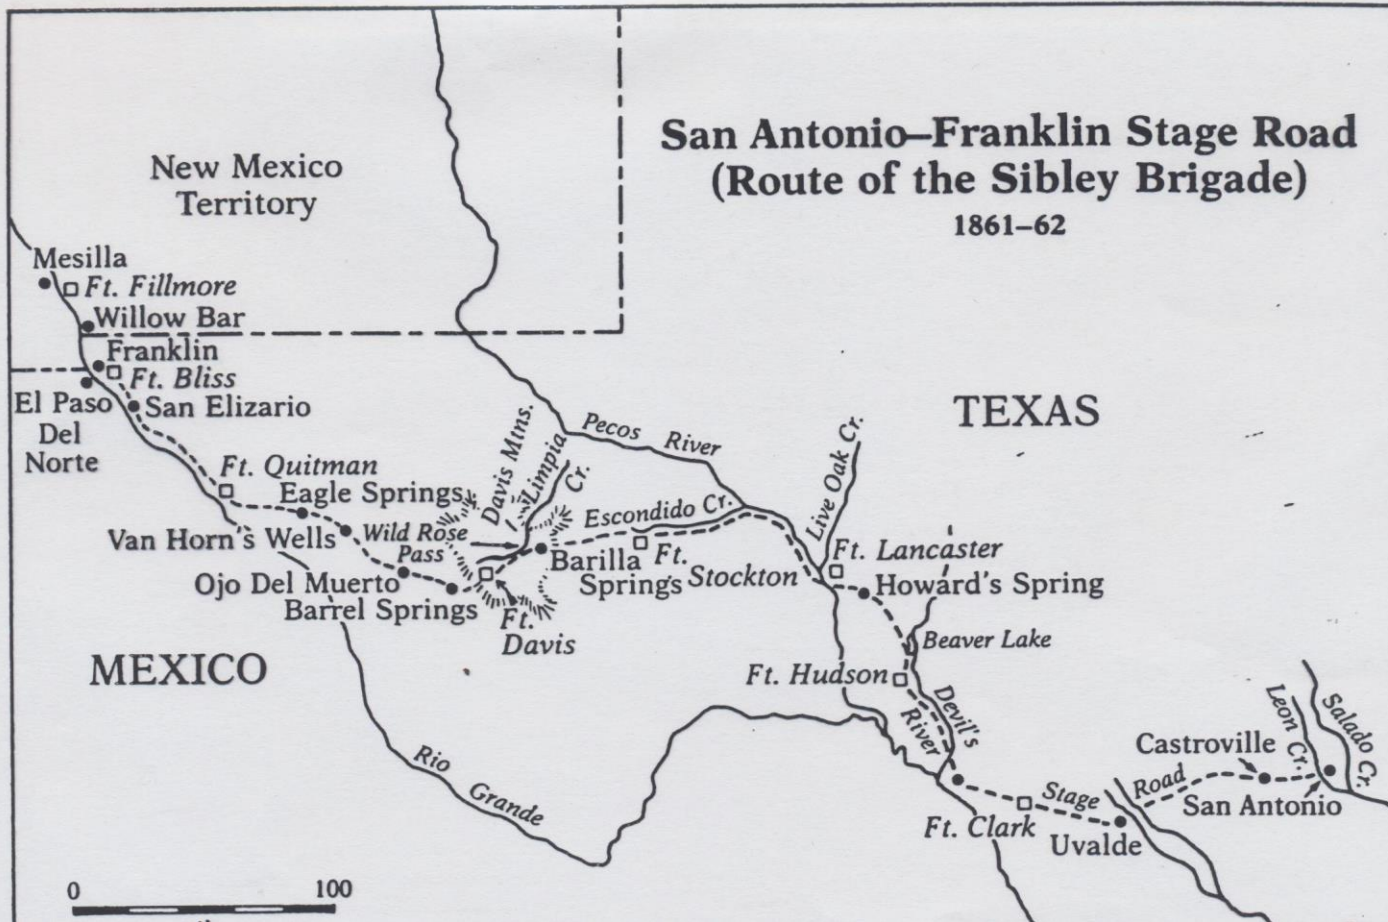 San Antonio–Franklin Stage Road
(Route of the Sibley Brigade)
1861–62
New Mexico
Territory
Mesilla
Ft. Fillmore
Willow Bar
Franklin
Ft. Bliss
El Paso
Del
Norte
San Elizario
TEXAS
Ft. Quitman
Eagle Springs
Van Horn's Wells
Wild Rose
Pass
Davis Mtns.
Limpia
Cr.
Pecos River
Escondido Cr.
Live Oak Cr.
Ojo Del Muerto
Barrel Springs
Barilla
Springs
Ft.
Stockton
Ft. Lancaster
Howard's Spring
Ft.
Davis
Beaver Lake
MEXICO
Ft. Hudson
Devil's
River
Rio
Grande
Leon Cr.
Salado Cr.
Castroville
San Antonio
Stage
Road
Ft. Clark
Uvalde
0 100